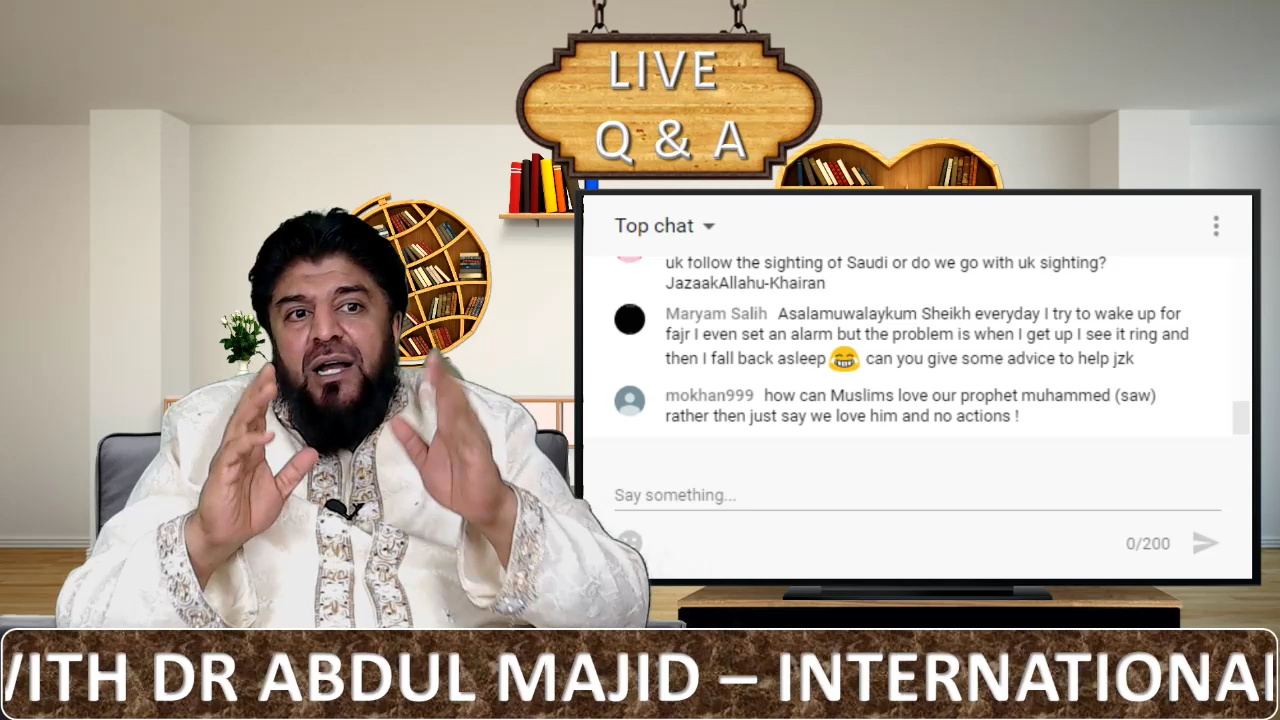 LIVE
Q & A
Top chat
uk follow the sighting of Saudi or do we go with uk sighting?
JazaakAllahu-Khairan
Maryam Salih Asalamuwalaykum Sheikh everyday I try to wake up for
fajr I even set an alarm but the problem is when I get up I see it ring and
then I fall back asleep😂 can you give some advice to help jzk
mokhan999 how can Muslims love our prophet muhammed (saw)
rather then just say we love him and no actions !
Say something...
0/200
ITH DR ABDUL MAJID – INTERNATIONAL